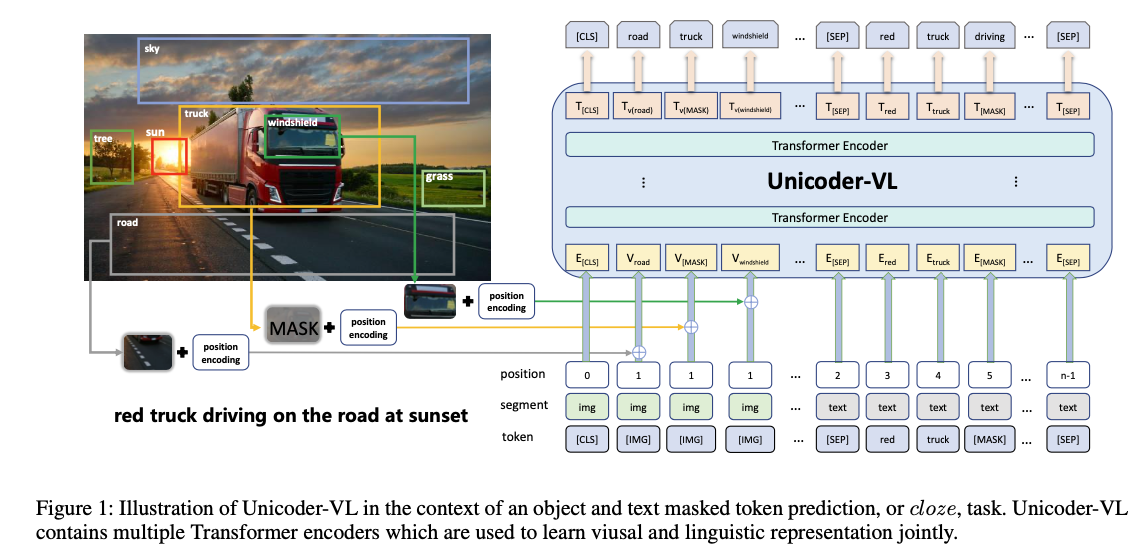 sky
truck
windshield
sun
tree
grass
road
position
encoding
MASK
position
encoding
position
encoding
red truck driving on the road at sunset
[CLS] road truck windshield ... [SEP] red truck driving ... [SEP]
T[CLS] Tv(road) Tv(MASK) Tv(windshield) ... T[SEP] Tred Ttruck T[MASK] ... T[SEP]
Transformer Encoder
Unicoder-VL
Transformer Encoder
E[CLS] Vroad V[MASK] Vwindshield ... E[SEP] Ered Etruck E[MASK] ... E[SEP]
position 0 1 1 1 ... 2 3 4 5 ... n-1
segment img img img img ... text text text text ... text
token [CLS] [IMG] [IMG] [IMG] ... [SEP] red truck [MASK] ... [SEP]
Figure 1: Illustration of Unicoder-VL in the context of an object and text masked token prediction, or cloze, task. Unicoder-VL
contains multiple Transformer encoders which are used to learn viusal and linguistic representation jointly.